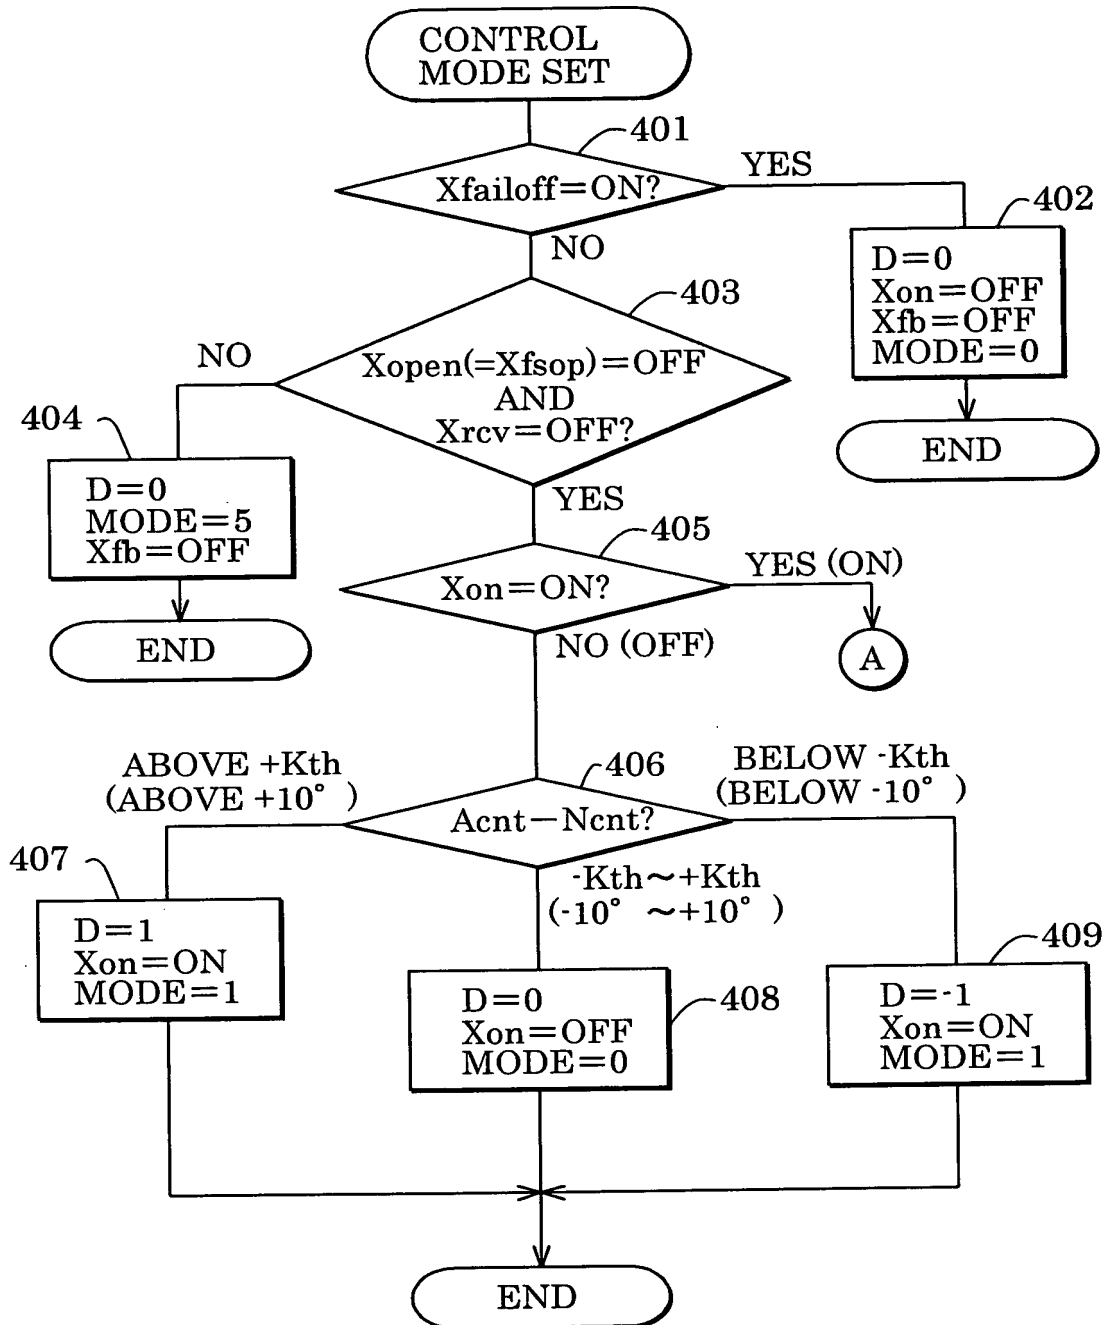 CONTROL
MODE SET
401
Xfailoff=ON?
YES
NO
402
D=0
Xon=OFF
Xfb=OFF
MODE=0
END
403
Xopen(=Xfsop)=OFF
AND
Xrcv=OFF?
NO
YES
404
D=0
MODE=5
Xfb=OFF
END
405
Xon=ON?
YES (ON)
NO (OFF)
A
406
Acnt−Ncnt?
ABOVE +Kth
(ABOVE +10° )
BELOW -Kth
(BELOW -10° )
-Kth~+Kth
(-10° ~+10° )
407
D=1
Xon=ON
MODE=1
408
D=0
Xon=OFF
MODE=0
409
D=-1
Xon=ON
MODE=1
END